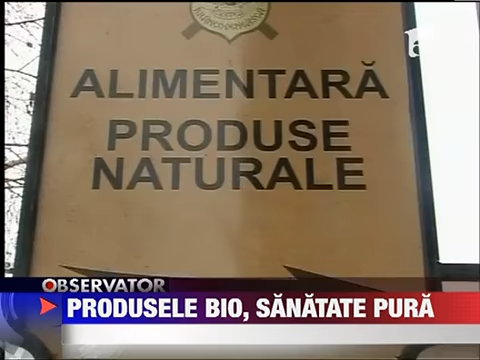 ALIMENTARĂ
PRODUSE
NATURALE
OBSERVATOR
PRODUSELE BIO, SĂNĂTATE PURĂ